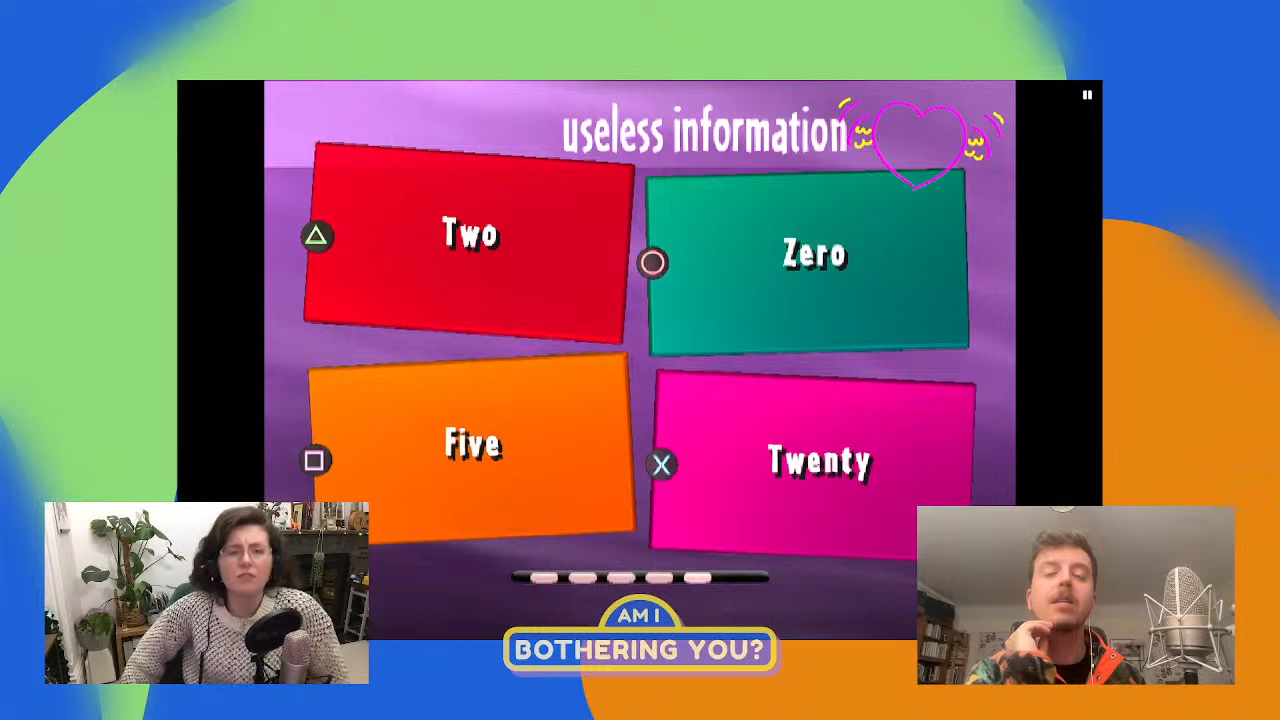 useless information
Two
Zero
Five
Twenty
AM I
BOTHERING YOU?